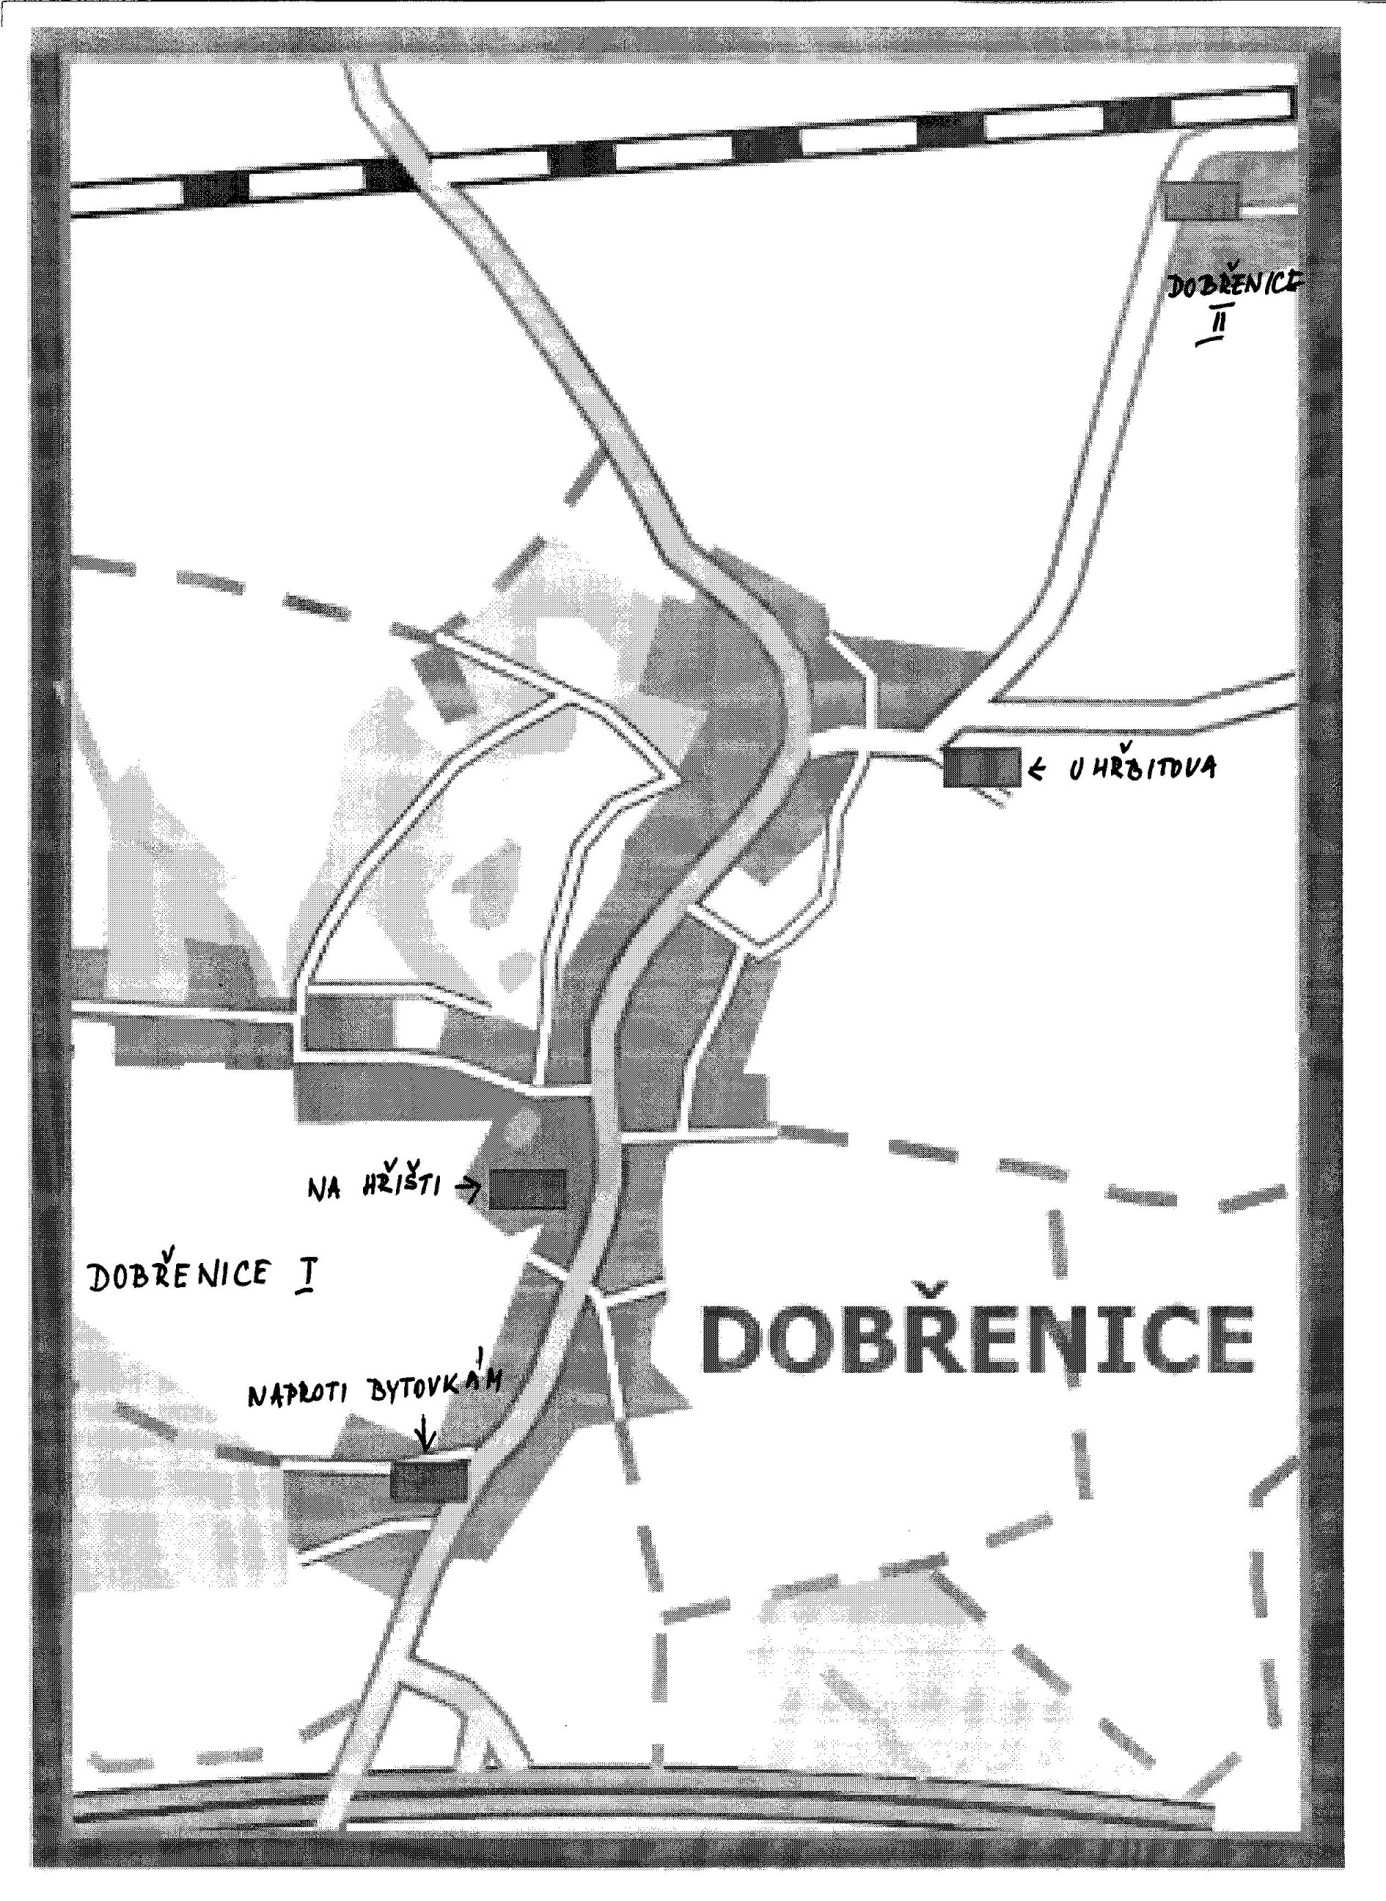 DOBŘENICE
II
← U HŘBITOVA
NA HŘIŠTI →
DOBŘENICE I
DOBŘENICE
NAPROTI BYTOVKÁM
↓